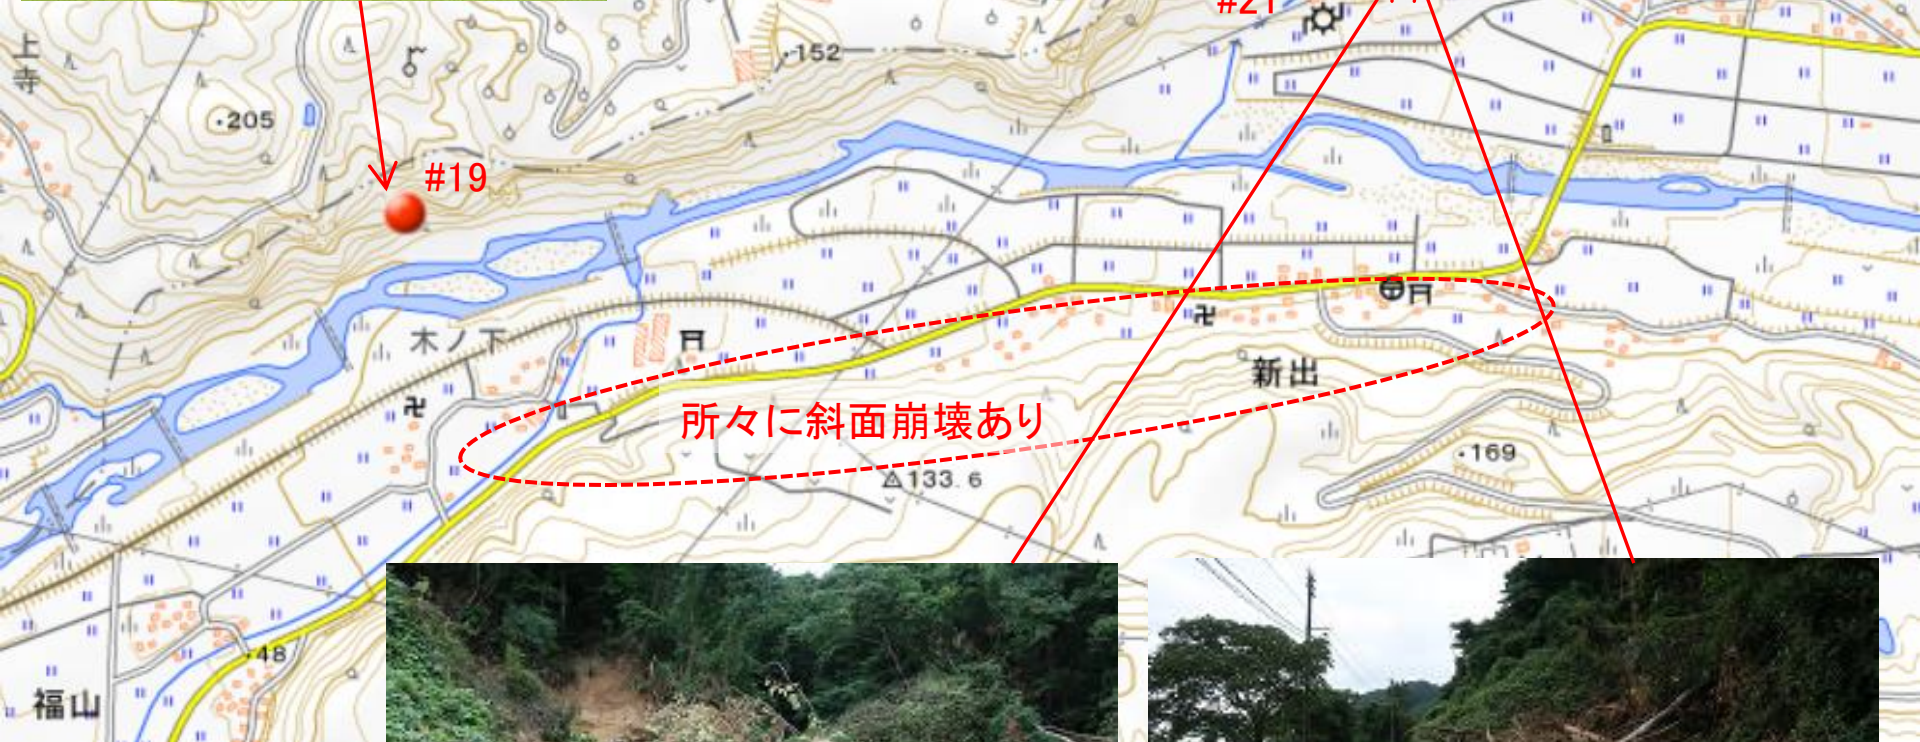 #21
上寺
・152
・205
#19
木ノ下
新出
所々に斜面崩壊あり
・169
133.6
・48
福山